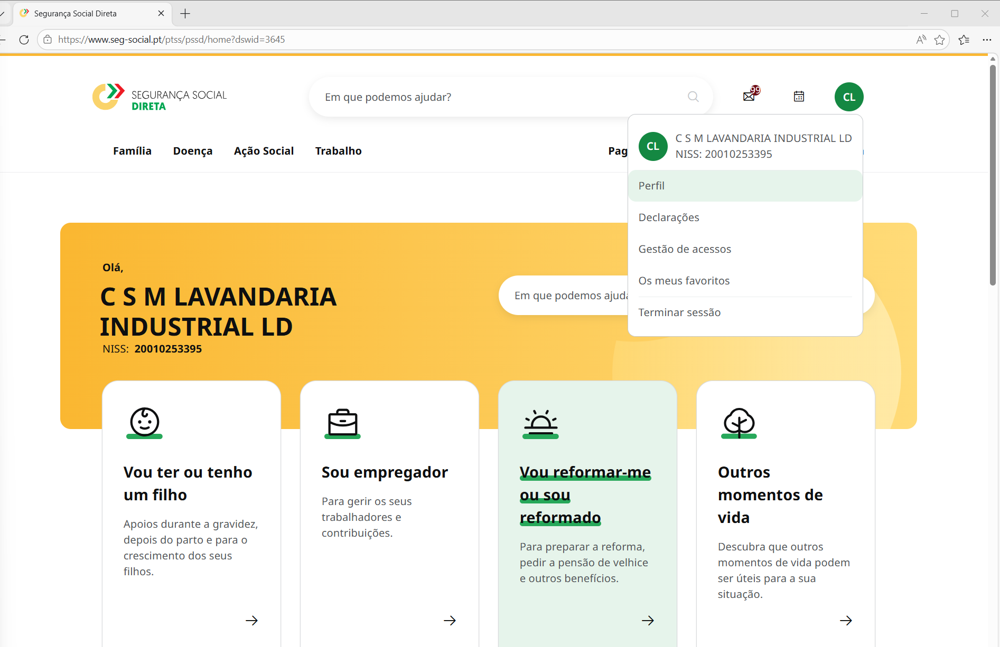 Segurança Social Direta
https://www.seg-social.pt/ptss/pssd/home?dswid=3645
SEGURANÇA SOCIAL
DIRETA
Em que podemos ajudar?
99
CL
Família
Doença
Ação Social
Trabalho
Pag
CL
C S M LAVANDARIA INDUSTRIAL LD
NISS: 20010253395
Perfil
Declarações
Gestão de acessos
Os meus favoritos
Terminar sessão
Olá,
C S M LAVANDARIA
INDUSTRIAL LD
NISS: 20010253395
Em que podemos ajuda
Vou ter ou tenho
um filho
Apoios durante a gravidez,
depois do parto e para o
crescimento dos seus
filhos.
Sou empregador
Para gerir os seus
trabalhadores e
contribuições.
Vou reformar-me
ou sou
reformado
Para preparar a reforma,
pedir a pensão de velhice
e outros benefícios.
Outros
momentos de
vida
Descubra que outros
momentos de vida podem
ser úteis para a sua
situação.